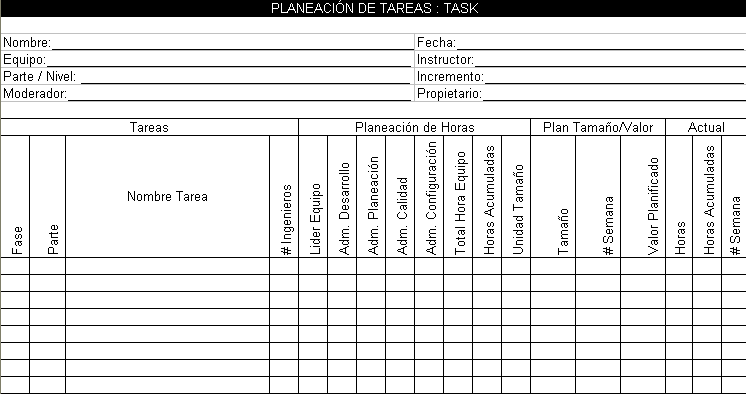 PLANEACIÓN DE TAREAS : TASK
Nombre: Fecha:
Equipo: Instructor:
Parte / Nivel: Incremento:
Moderador: Propietario:
Tareas Planeación de Horas Plan Tamaño/Valor Actual
Fase
Parte
Nombre Tarea
# Ingenieros
Lider Equipo
Adm. Desarrollo
Adm. Planeación
Adm. Calidad
Adm. Configuración
Total Hora Equipo
Horas Acumuladas
Unidad Tamaño
Tamaño
# Semana
Valor Planificado
Horas
Horas Acumuladas
# Semana